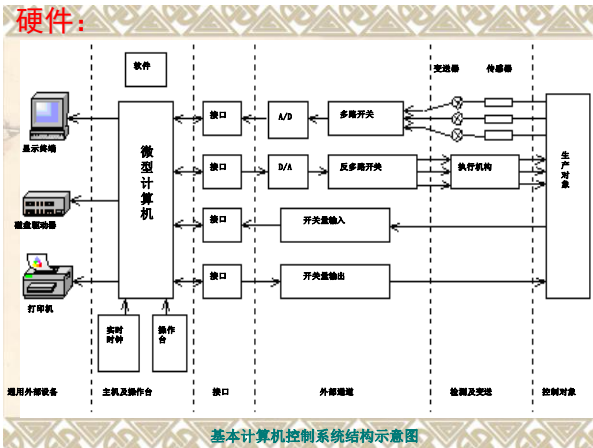 硬件：
软件
变送器 传感器
显示终端
微型计算机
接口
A/D
多路开关
生产对象
接口
D/A
反多路开关
执行机构
磁盘驱动器
接口
开关量输入
接口
开关量输出
打印机
实时
时钟
操作
台
通用外部设备 主机及操作台 接口 外部通道 检测及变送 控制对象
基本计算机控制系统结构示意图